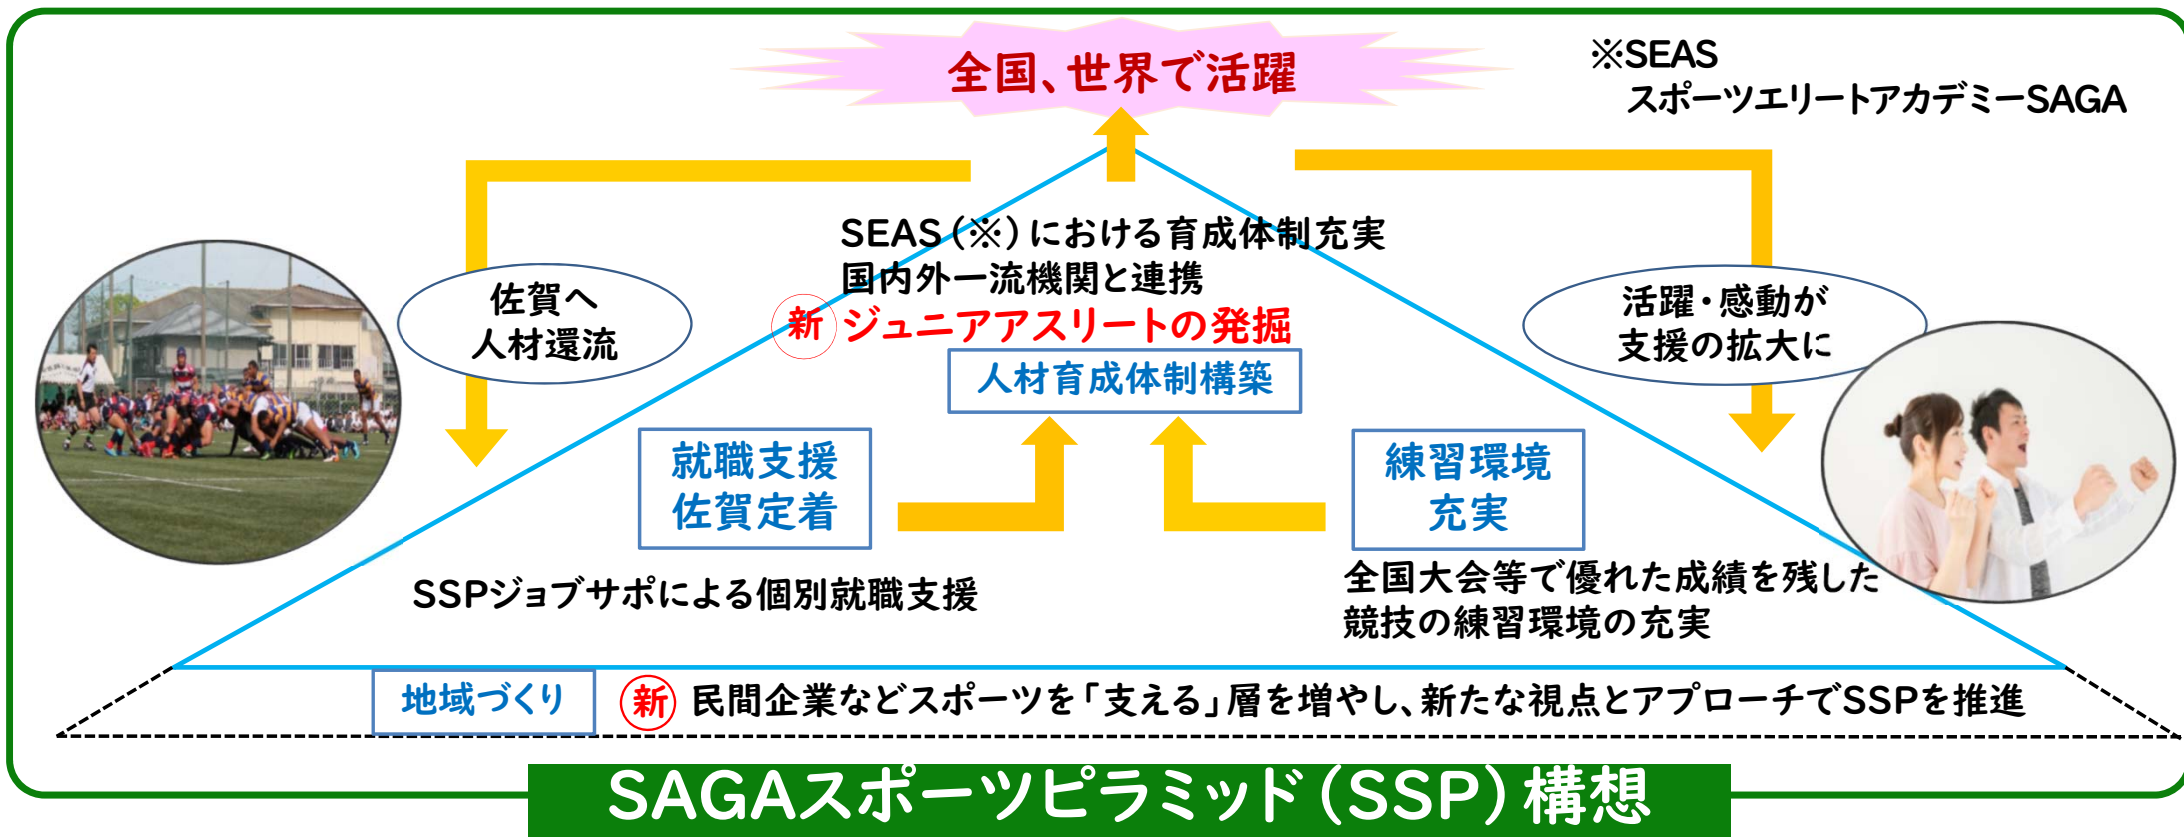 全国、世界で活躍
※SEAS
スポーツエリートアカデミーSAGA
SEAS(※)における育成体制充実
国内外一流機関と連携
新 ジュニアアスリートの発掘
人材育成体制構築
佐賀へ
人材還流
活躍・感動が
支援の拡大に
就職支援
佐賀定着
練習環境
充実
SSPジョブサポによる個別就職支援
全国大会等で優れた成績を残した
競技の練習環境の充実
地域づくり
新 民間企業などスポーツを「支える」層を増やし、新たな視点とアプローチでSSPを推進
SAGAスポーツピラミッド(SSP)構想